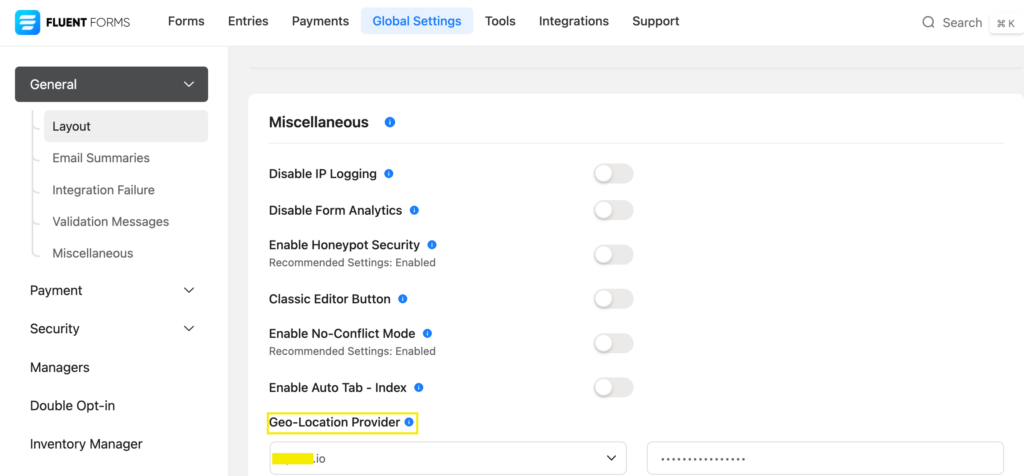 FLUENT FORMS
Forms
Entries
Payments
Global Settings
Tools
Integrations
Support
Search
⌘ K
General
Layout
Email Summaries
Integration Failure
Validation Messages
Miscellaneous
Payment
Security
Managers
Double Opt-in
Inventory Manager
Miscellaneous
Disable IP Logging
Disable Form Analytics
Enable Honeypot Security
Recommended Settings: Enabled
Classic Editor Button
Enable No-Conflict Mode
Recommended Settings: Enabled
Enable Auto Tab - Index
Geo-Location Provider
.io